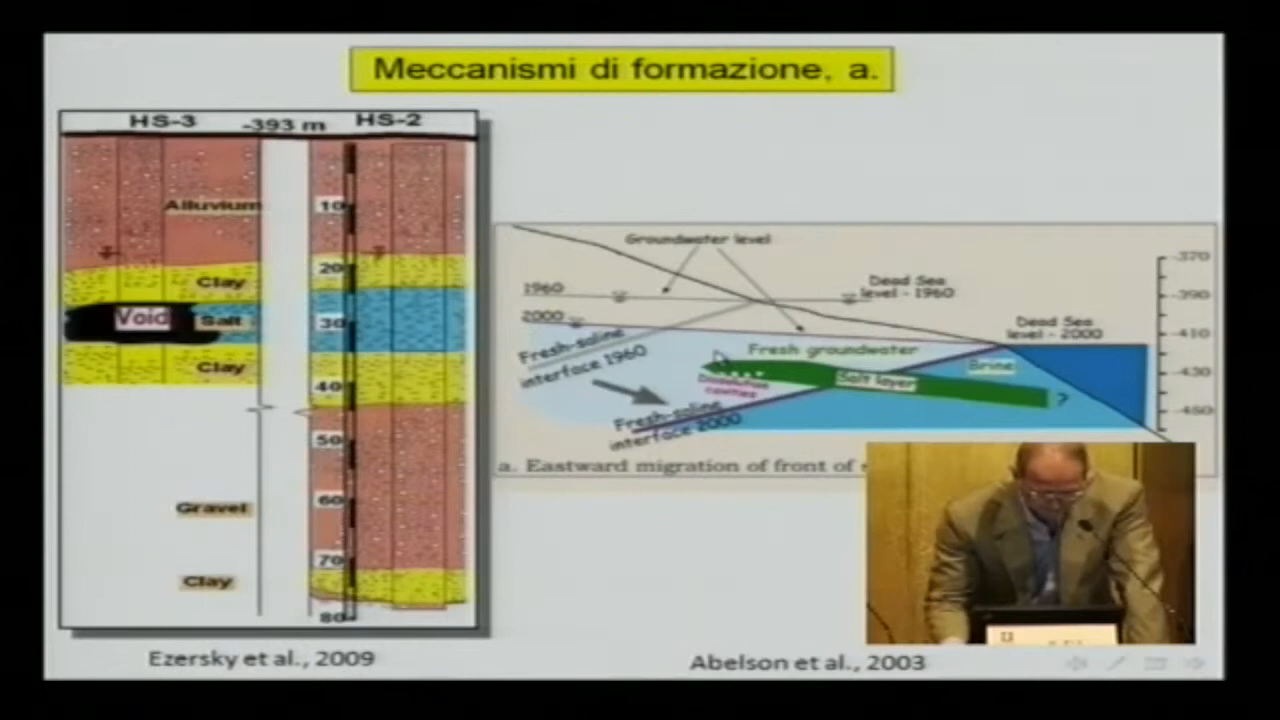 Meccanismi di formazione, a.
HS-3 -393 m HS-2
Alluvium
10
20
Clay
Void
Salt
30
Clay
40
50
Gravel
60
70
Clay
80
Ezersky et al., 2009
Groundwater level
1960
Dead Sea
level - 1960
2000
Dead Sea
level - 2000
Fresh-saline
interface 1960
Fresh groundwater
Brine
Dissolution
cavities
Salt layer
?
Fresh-saline
interface 2000
-370
-390
-410
-430
-450
a. Eastward migration of front of
Abelson et al., 2003